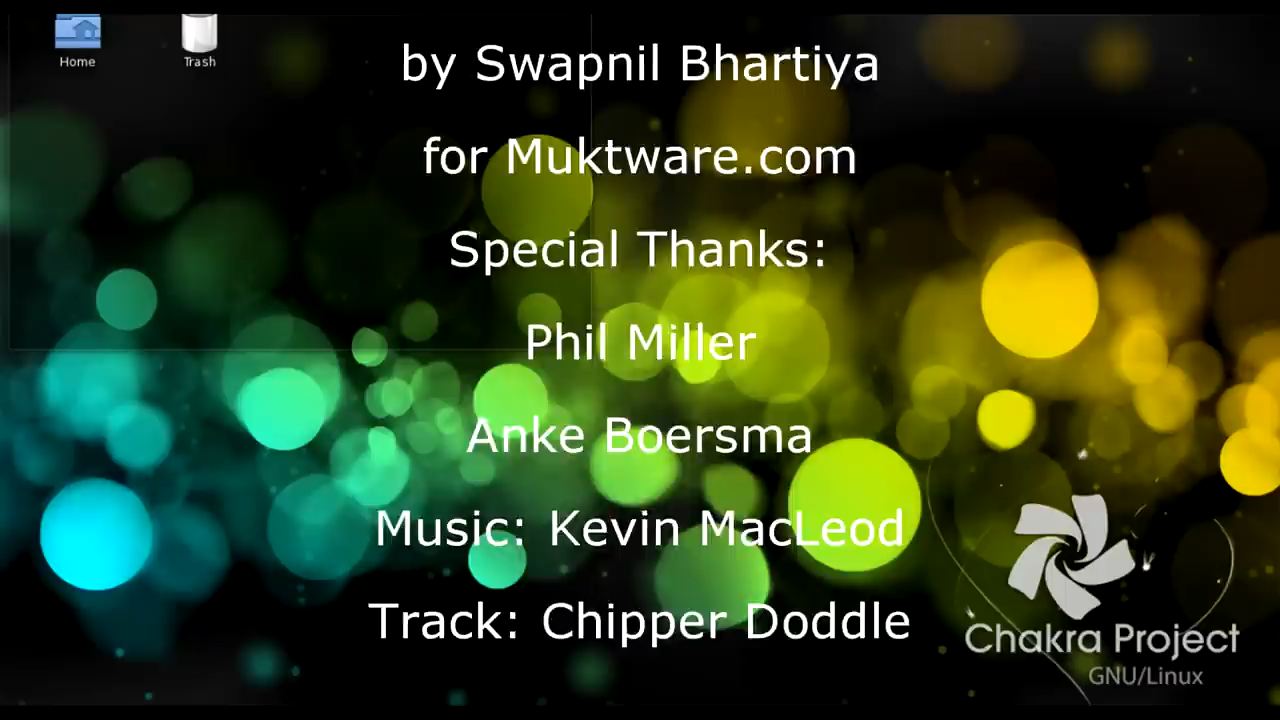 Home
Trash
by Swapnil Bhartiya
for Muktware.com
Special Thanks:
Phil Miller
Anke Boersma
Music: Kevin MacLeod
Track: Chipper Doddle
Chakra Project
GNU/Linux